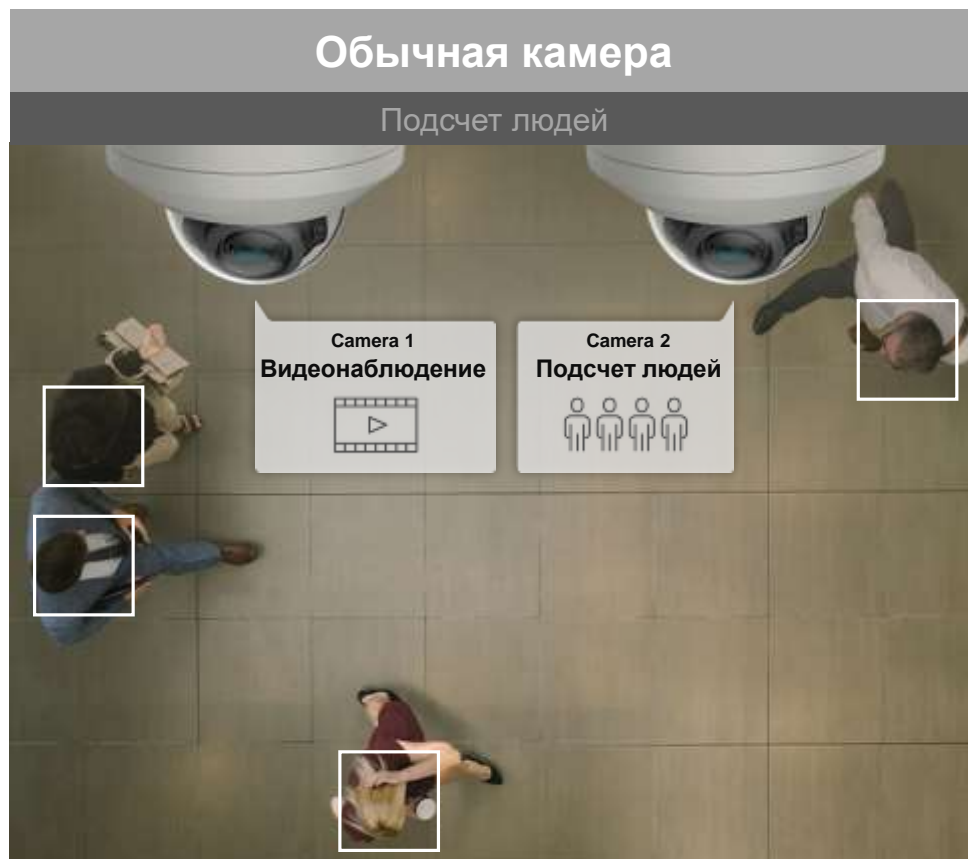 Обычная камера
Подсчет людей
Camera 1
Видеонаблюдение
Camera 2
Подсчет людей